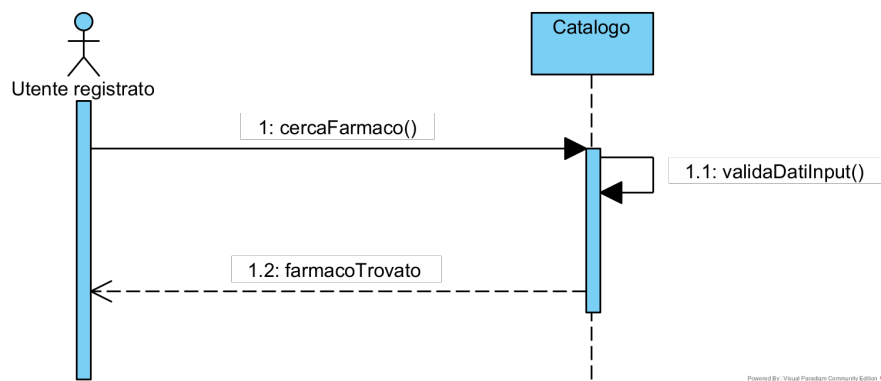 Catalogo
Utente registrato
1: cercaFarmaco()
1.1: validaDatiInput()
1.2: farmacoTrovato
Powered By: Visual Paradigm Community Edition